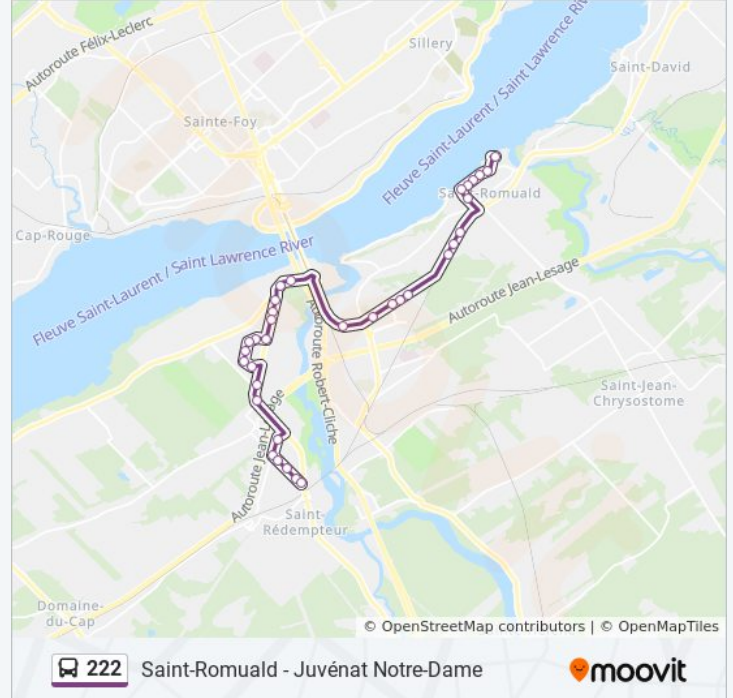 Autoroute Félix-Leclerc
Sillery
Fleuve Saint-Laurent / Saint Lawrence Riv
Saint-David
Sainte-Foy
Saint-Romuald
Cap-Rouge
Fleuve Saint-Laurent / Saint Lawrence River
Autoroute Jean-Lesage
Autoroute Robert-Cliche
Saint-Jean-
Chrysostome
Autoroute Jean-Lesage
Saint-
Rédempteur
Domaine-
du-Cap
© OpenStreetMap contributors | © OpenMapTiles
222
Saint-Romuald - Juvénat Notre-Dame
moovit